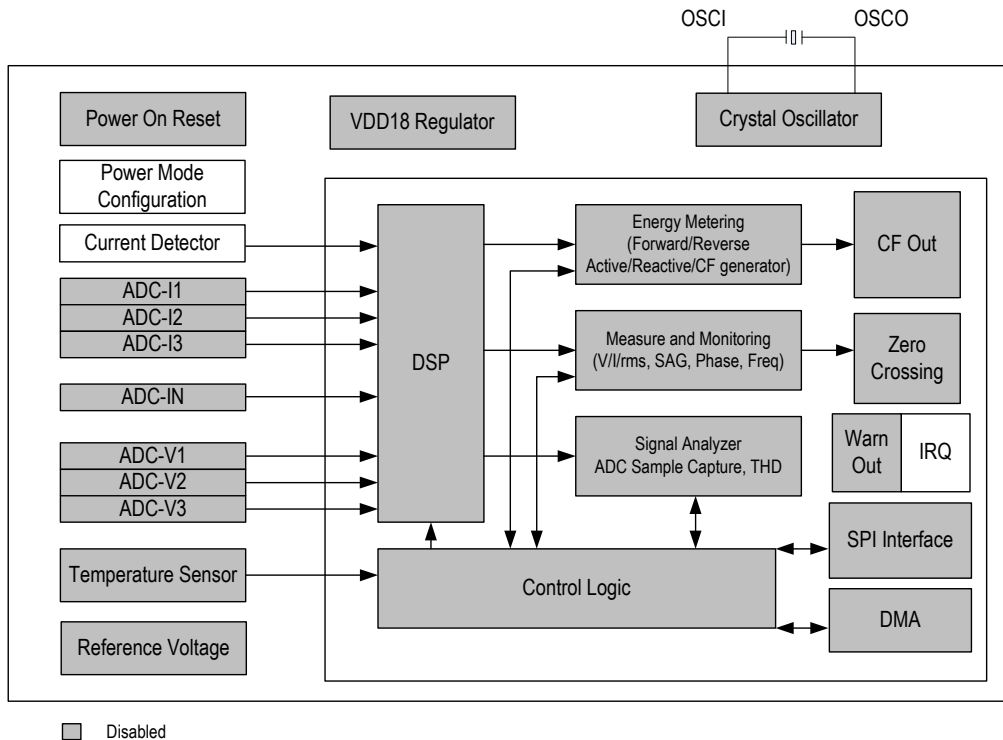 OSCI
OSCO
Power On Reset
VDD18 Regulator
Crystal Oscillator
Power Mode
Configuration
Current Detector
ADC-I1
ADC-I2
ADC-I3
ADC-IN
ADC-V1
ADC-V2
ADC-V3
Temperature Sensor
Reference Voltage
DSP
Energy Metering
(Forward/Reverse
Active/Reactive/CF generator)
CF Out
Measure and Monitoring
(V/I/rms, SAG, Phase, Freq)
Zero
Crossing
Signal Analyzer
ADC Sample Capture, THD
Warn
Out
IRQ
Control Logic
SPI Interface
DMA
Disabled